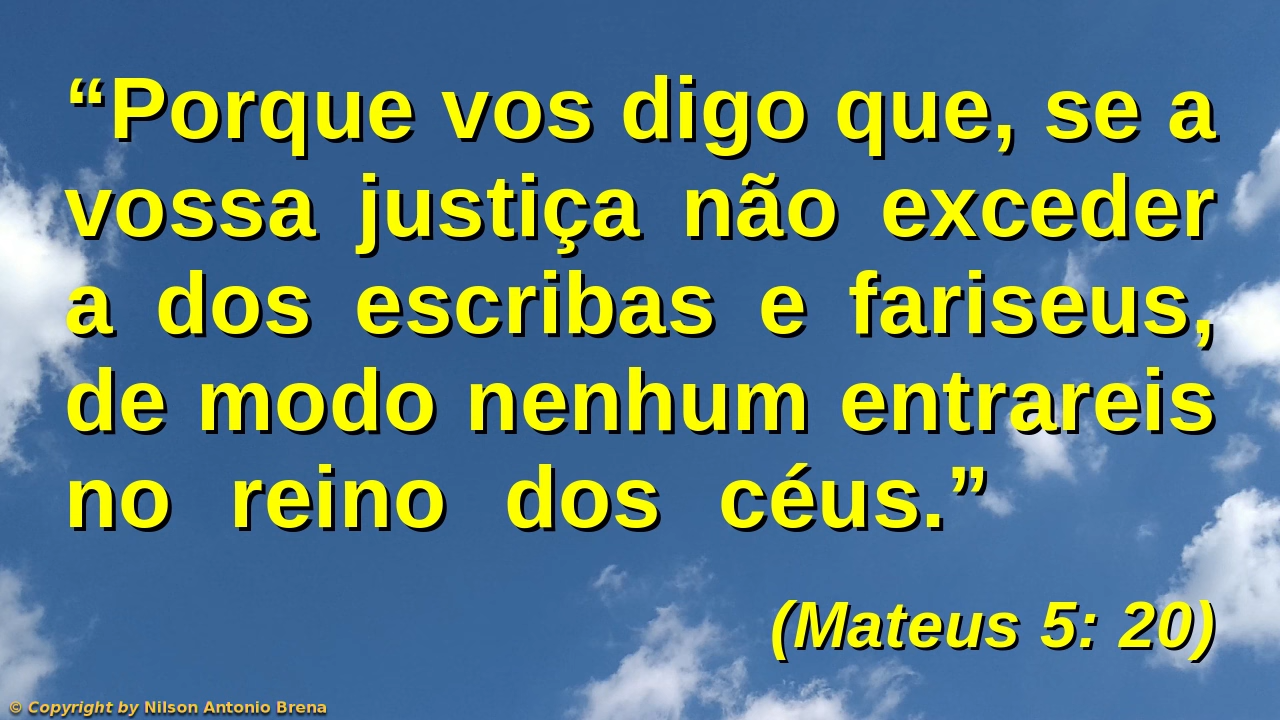 “Porque vos digo que, se a
vossa justiça não exceder
a dos escribas e fariseus,
de modo nenhum entrareis
no reino dos céus.”
(Mateus 5: 20)
© Copyright by Nilson Antonio Brena